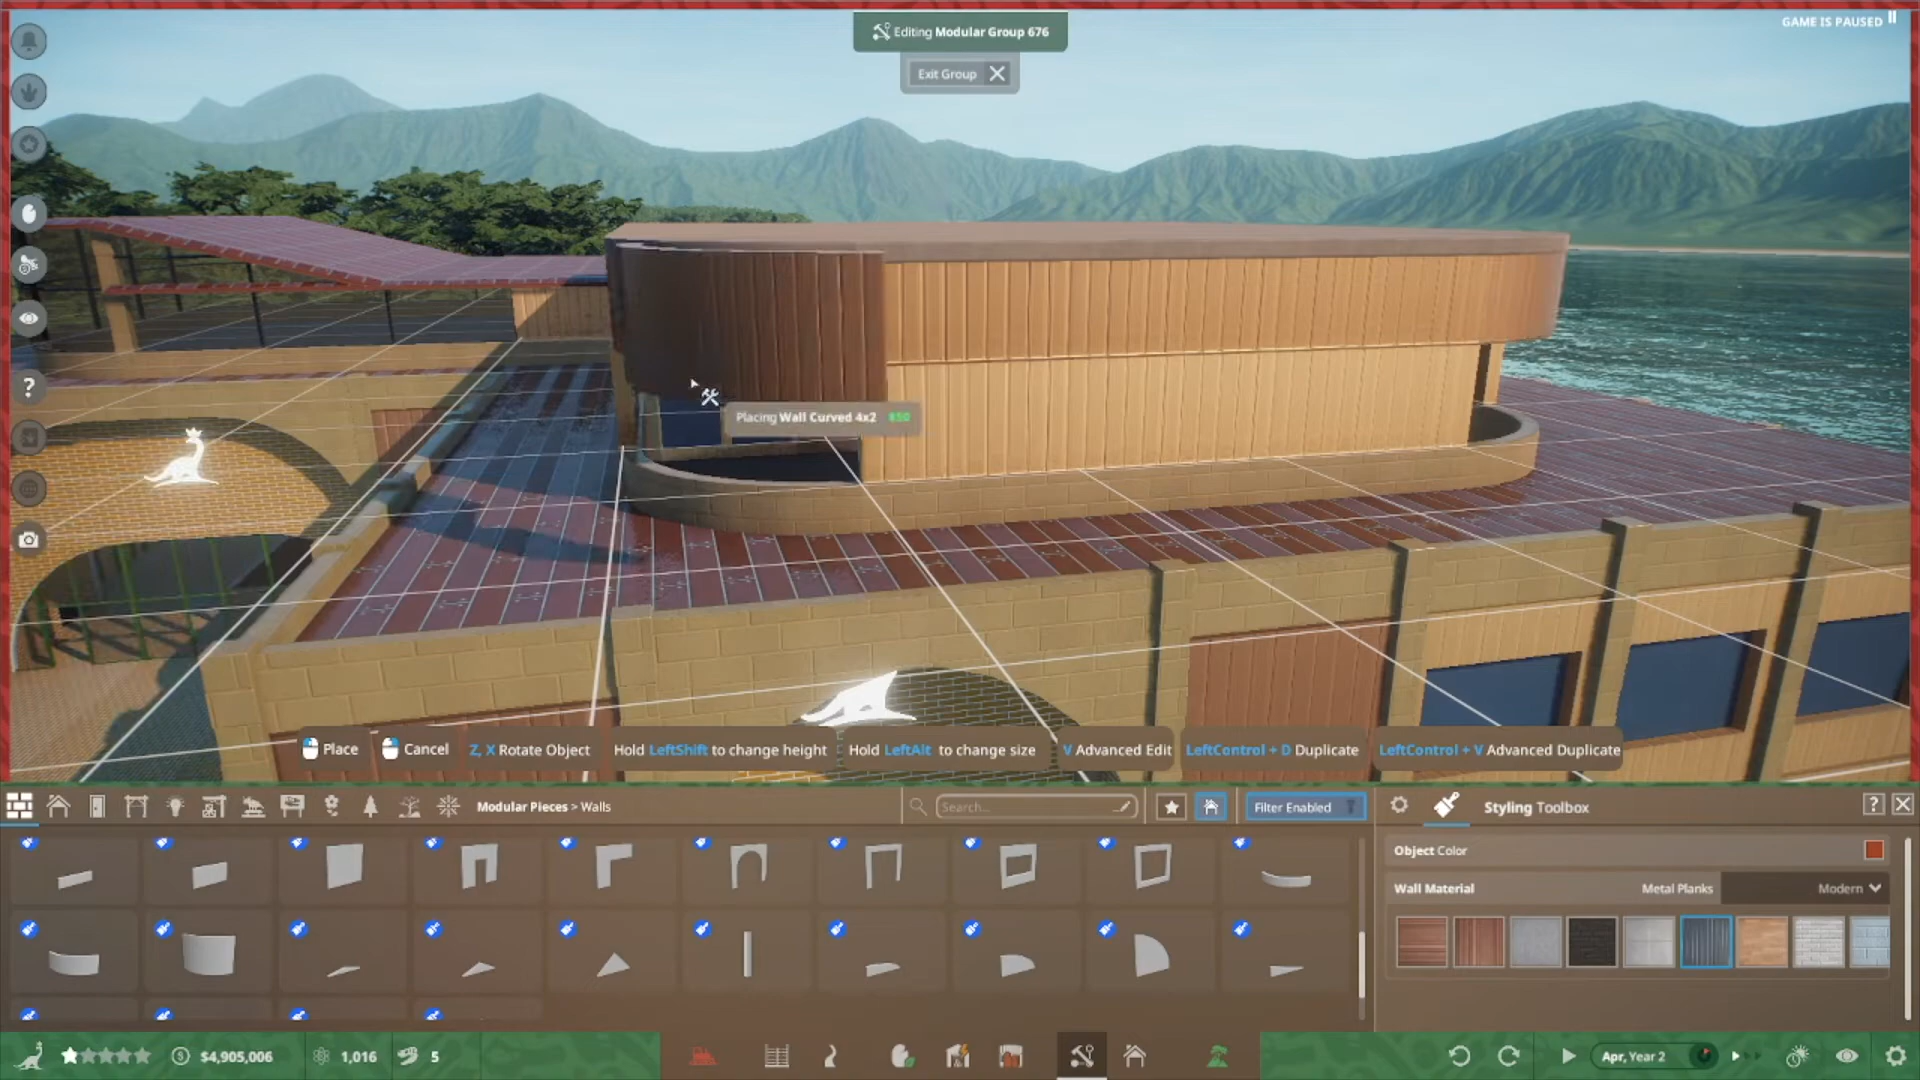 GAME IS PAUSED
Editing Modular Group 676
Exit Group
?
Placing Wall Curved 4x2 $50
Place
Cancel
Z, X Rotate Object
Hold LeftShift to change height
Hold LeftAlt to change size
V Advanced Edit
LeftControl + D Duplicate
LeftControl + V Advanced Duplicate
Modular Pieces > Walls
Search...
Filter Enabled
Styling Toolbox
?
Object Color
Wall Material
Metal Planks
Modern
$4,905,006
1,016
5
Apr, Year 2